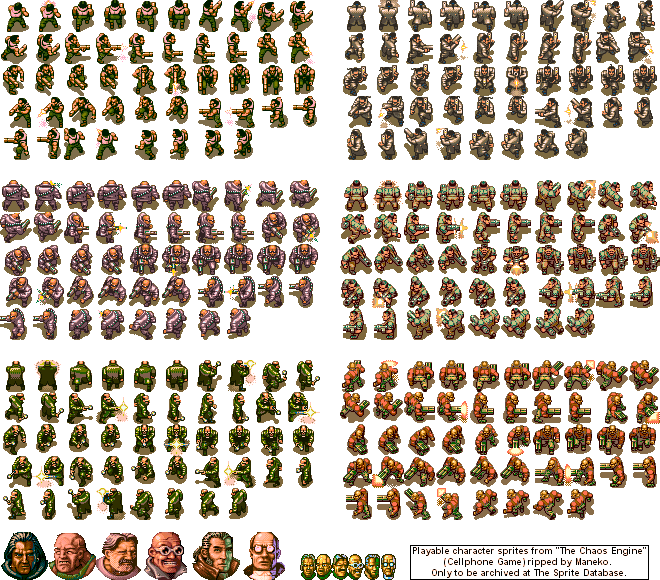 Playable character sprites from "The Chaos Engine"
(Cellphone Game) ripped by Maneko.
Only to be archived at The Sprite Database.